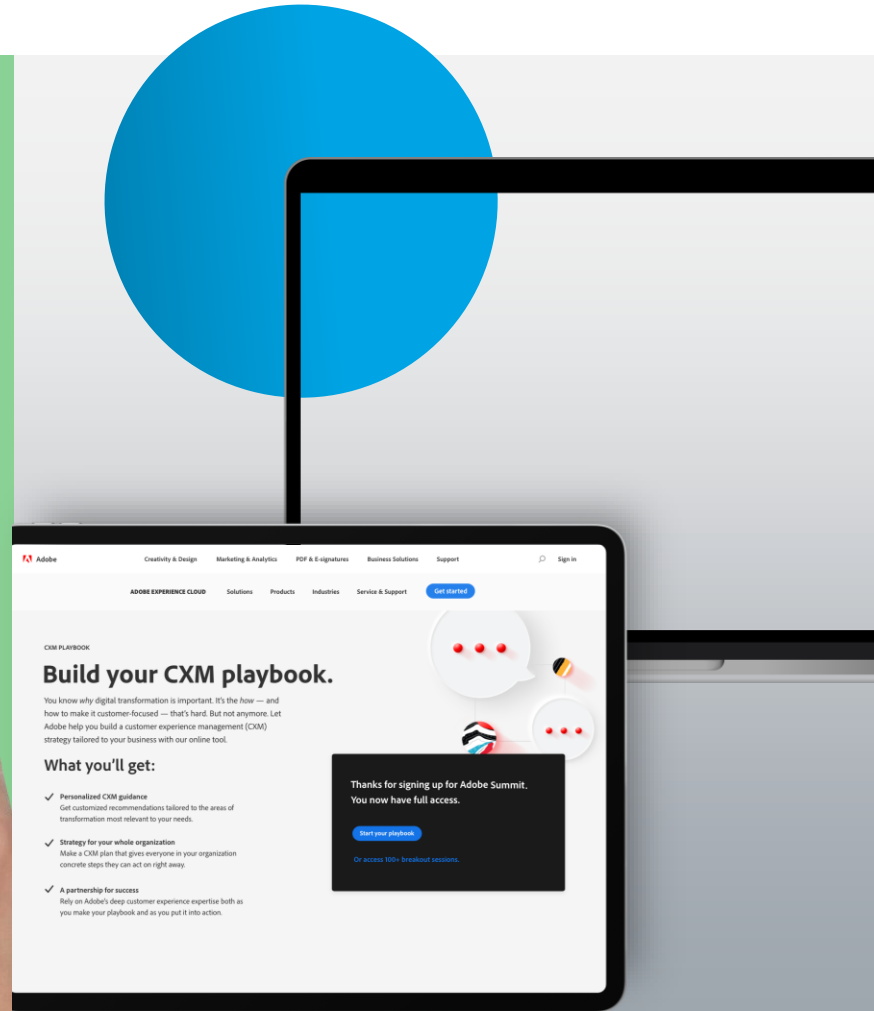 Adobe
Creativity & Design Marketing & Analytics PDF & E-signatures Business Solutions Support Sign in
ADOBE EXPERIENCE CLOUD Solutions Products Industries Service & Support Get started
CXM PLAYBOOK
Build your CXM playbook.
You know why digital transformation is important. It's the how — and
how to make it customer-focused — that's hard. But not anymore. Let
Adobe help you build a customer experience management (CXM)
strategy tailored to your business with our online tool.
What you'll get:
Personalized CXM guidance
Get customized recommendations tailored to the areas of
transformation most relevant to your needs.
Strategy for your whole organization
Make a CXM plan that gives everyone in your organization
concrete steps they can act on right away.
A partnership for success
Rely on Adobe's deep customer experience expertise both as
you make your playbook and as you put it into action.
Thanks for signing up for Adobe Summit.
You now have full access.
Start your playbook
Or access 100+ breakout sessions.